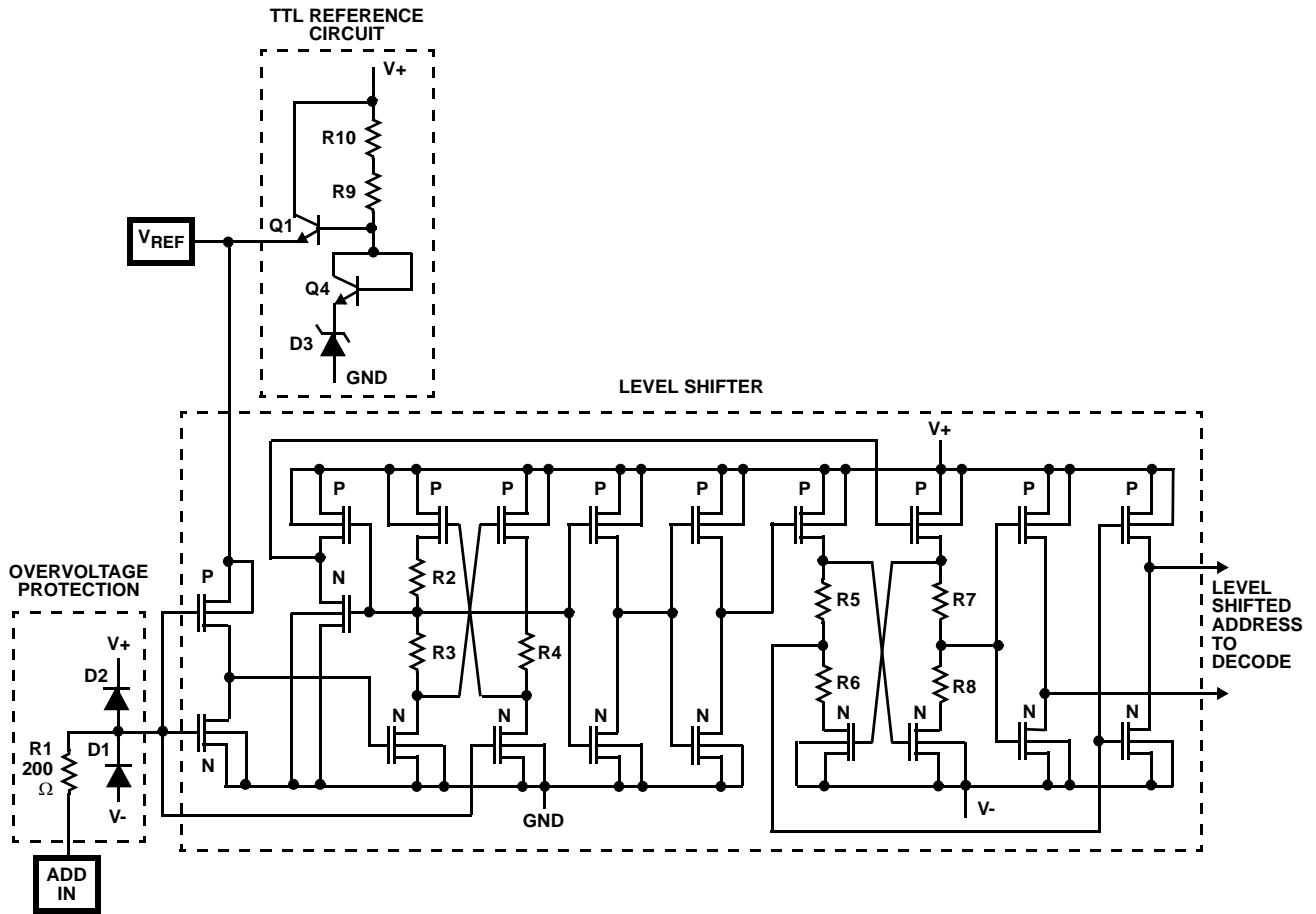 TTL REFERENCE
CIRCUIT
V+
R10
R9
Q1
VREF
Q4
D3
GND
LEVEL SHIFTER
V+
P P P P P P P P
R2
R5
R7
OVERVOLTAGE
PROTECTION
P
N
LEVEL
SHIFTED
ADDRESS
TO
DECODE
V+
R3
R4
D2
R6
R8
N N N N N N N N
R1
200
Ω
D1
N
V-
GND
V-
ADD
IN